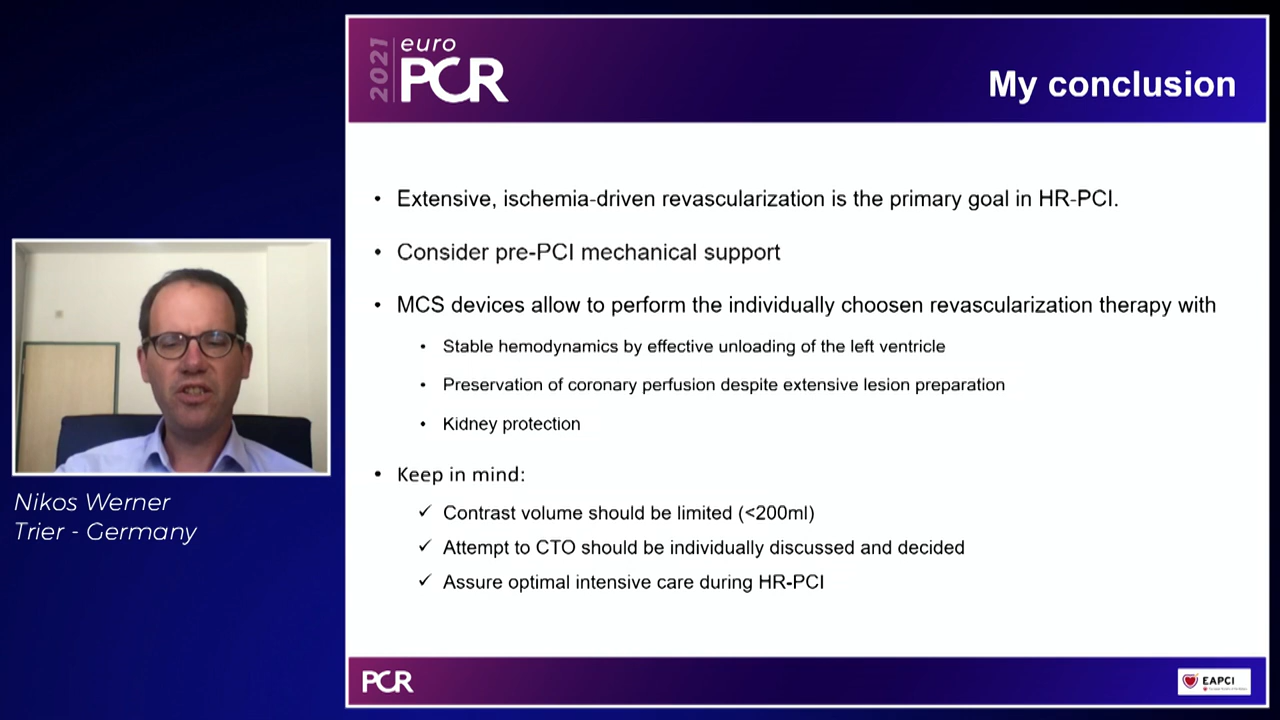 2021 euro
PCR
My conclusion
• Extensive, ischemia-driven revascularization is the primary goal in HR-PCI.
• Consider pre-PCI mechanical support
• MCS devices allow to perform the individually choosen revascularization therapy with
• Stable hemodynamics by effective unloading of the left ventricle
• Preservation of coronary perfusion despite extensive lesion preparation
• Kidney protection
• Keep in mind:
✓ Contrast volume should be limited (<200ml)
✓ Attempt to CTO should be individually discussed and decided
✓ Assure optimal intensive care during HR-PCI
Nikos Werner
Trier - Germany
PCR
EAPCI